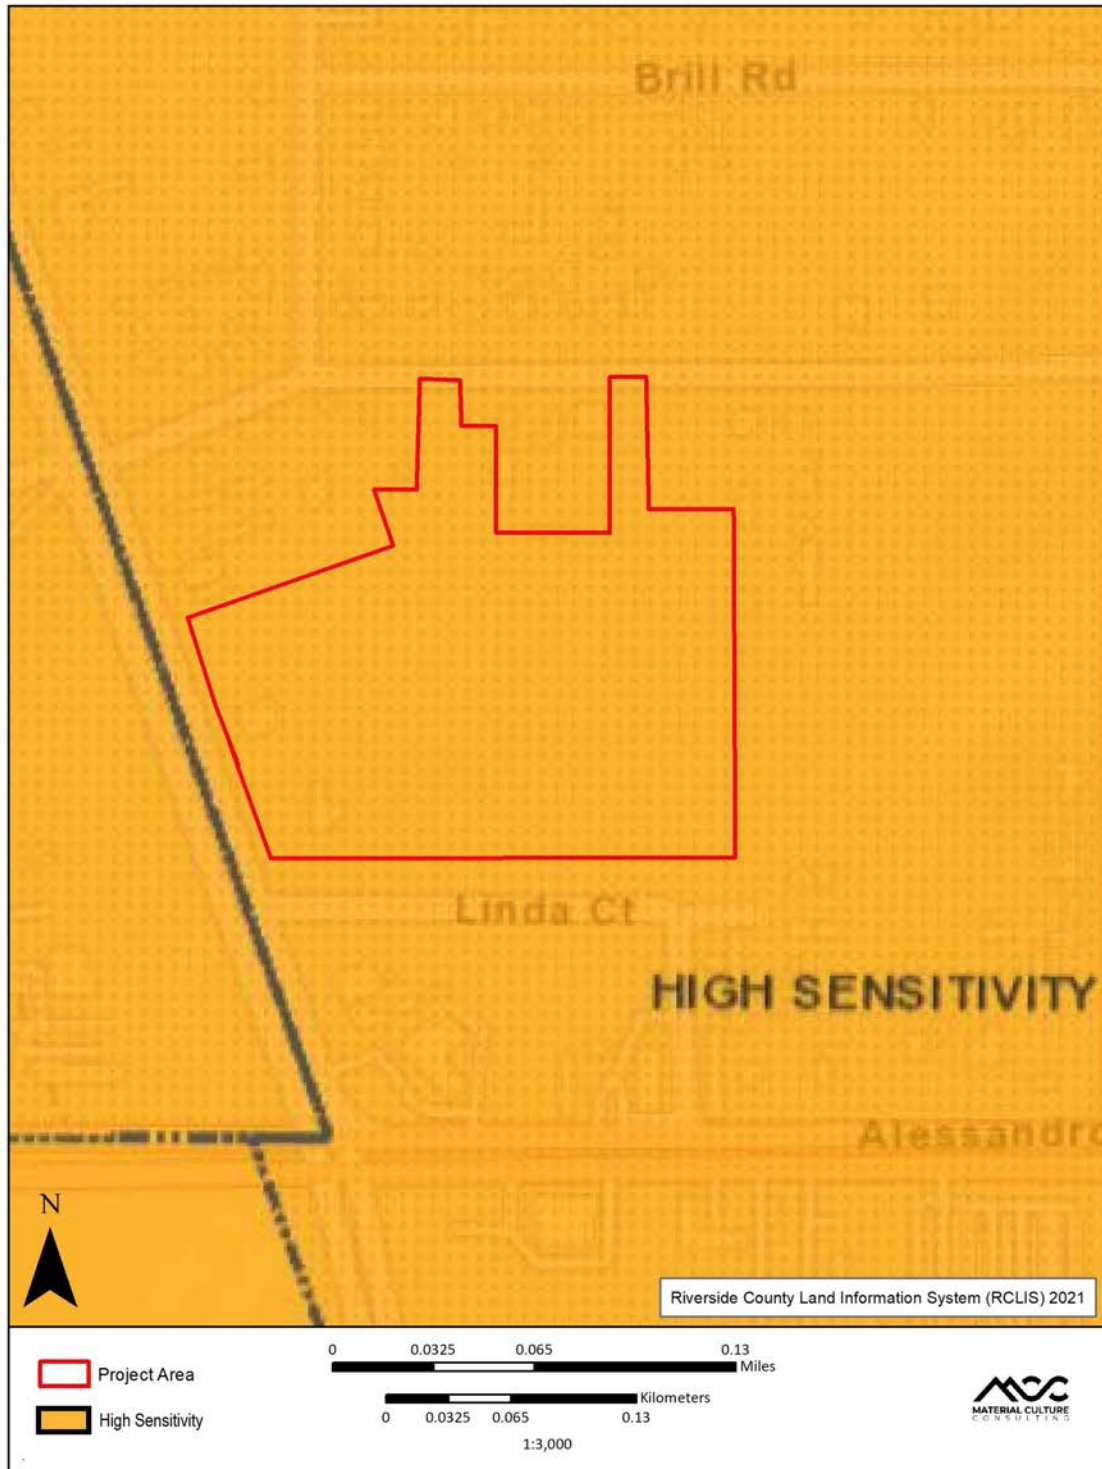 Brill Rd
Linda Ct
HIGH SENSITIVITY
Alessandro
N
Riverside County Land Information System (RCLIS) 2021
Project Area
High Sensitivity
0 0.0325 0.065 0.13
Miles
Kilometers
0 0.0325 0.065 0.13
1:3,000
MCC
MATERIAL CULTURE
CONSULTING